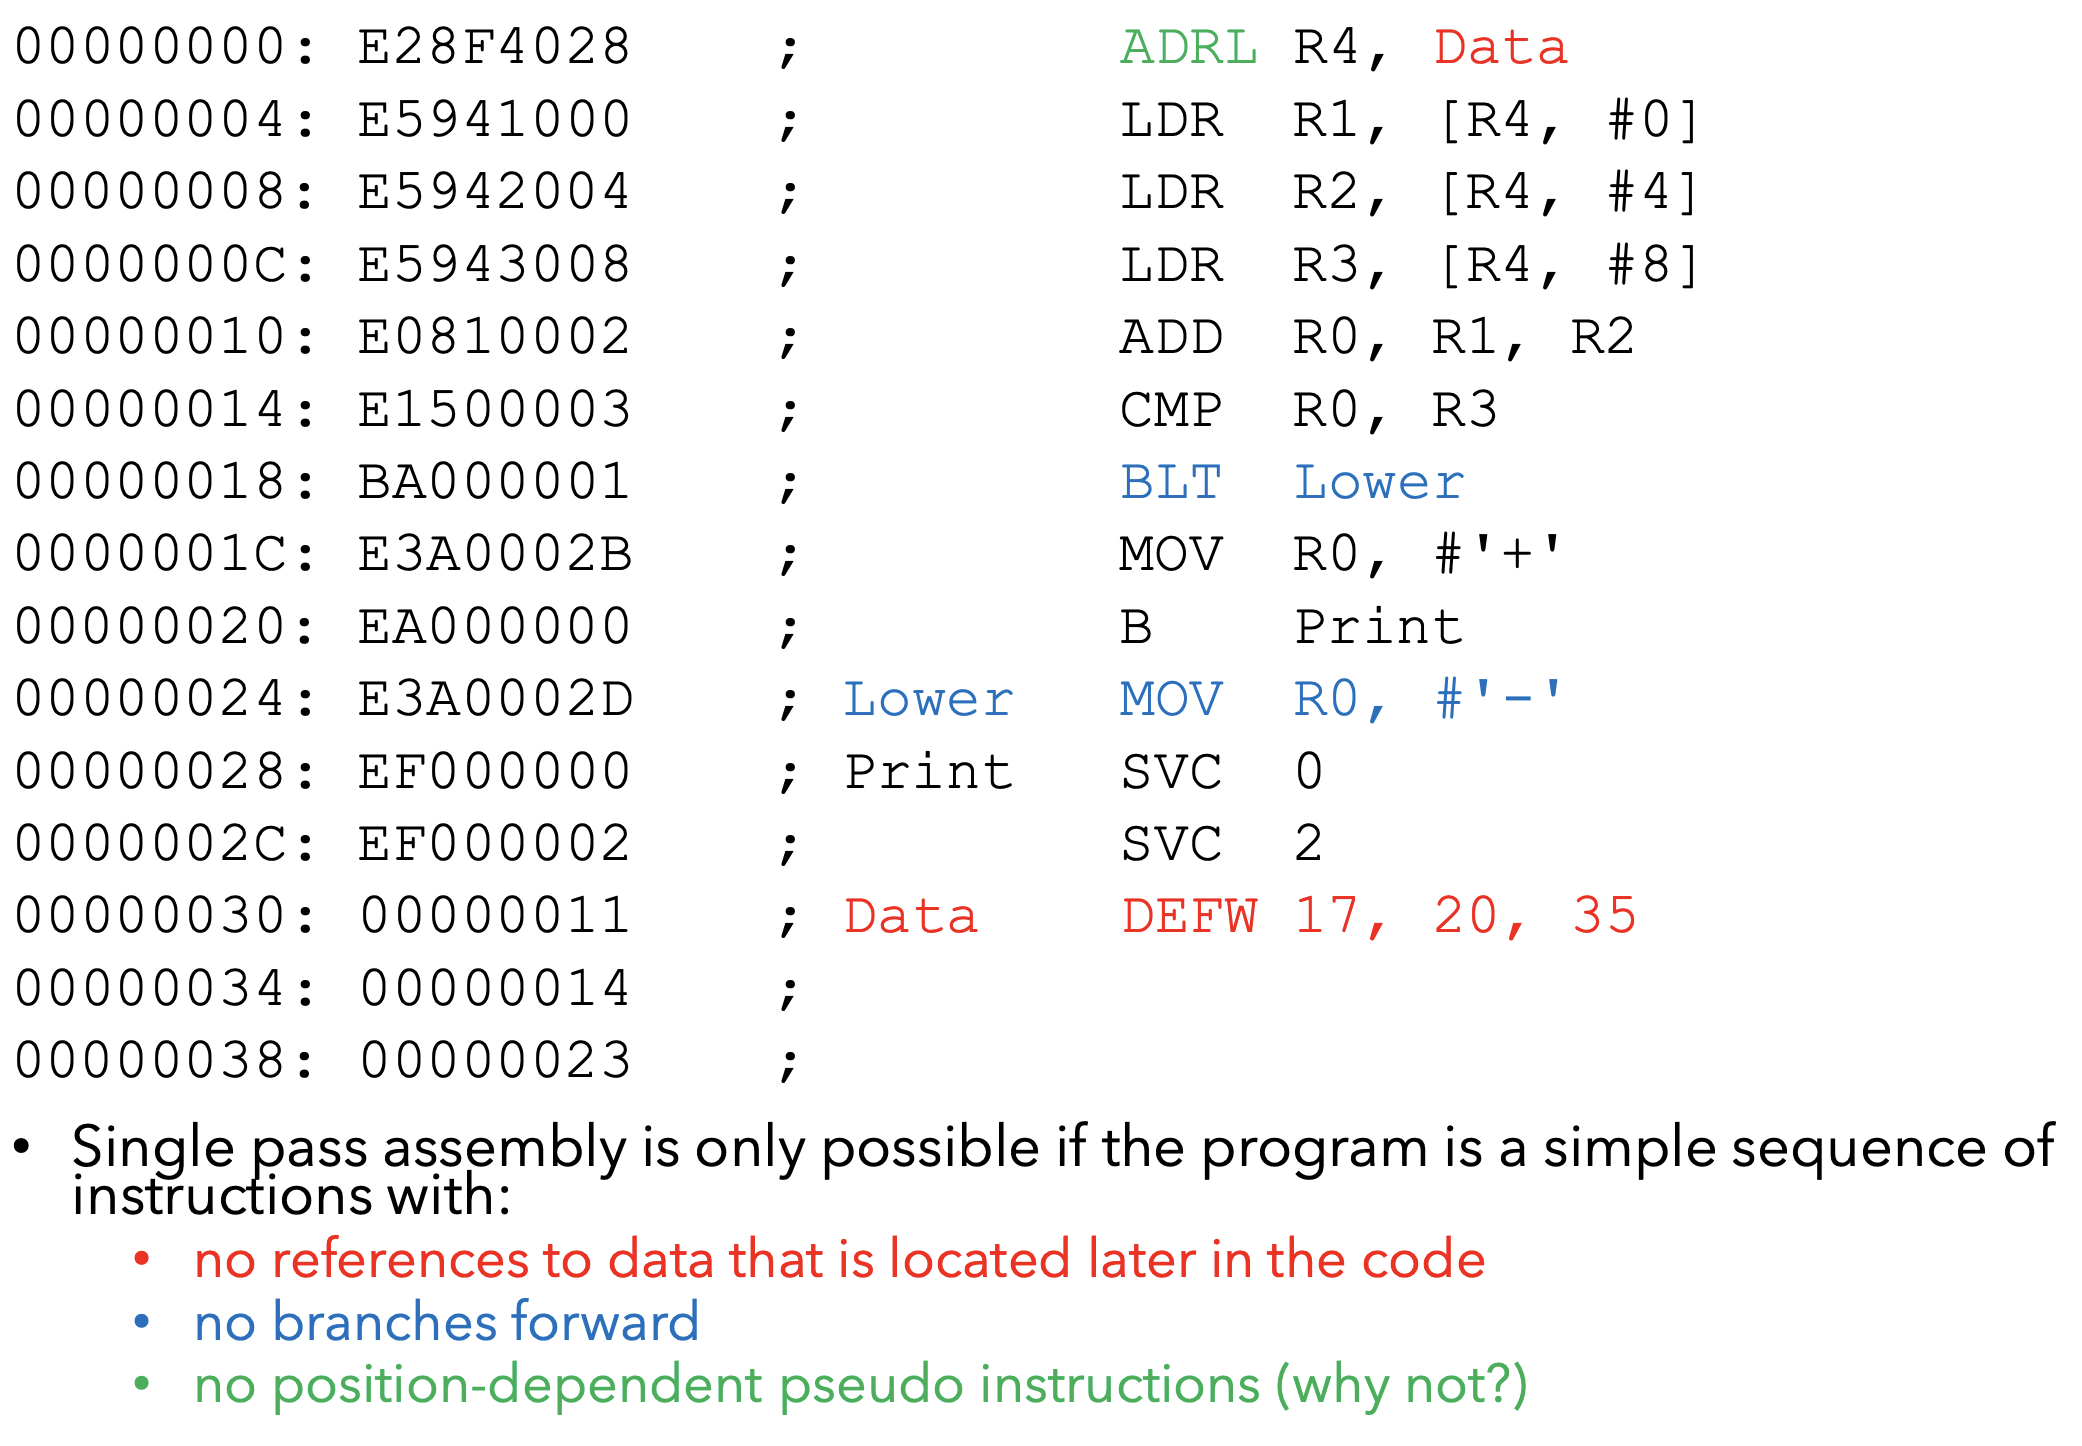 00000000: E28F4028 ; ADRL R4, Data
00000004: E5941000 ; LDR R1, [R4, #0]
00000008: E5942004 ; LDR R2, [R4, #4]
0000000C: E5943008 ; LDR R3, [R4, #8]
00000010: E0810002 ; ADD R0, R1, R2
00000014: E1500003 ; CMP R0, R3
00000018: BA000001 ; BLT Lower
0000001C: E3A0002B ; MOV R0, #'+'
00000020: EA000000 ; B Print
00000024: E3A0002D ; Lower MOV R0, #'-'
00000028: EF000000 ; Print SVC 0
0000002C: EF000002 ; SVC 2
00000030: 00000011 ; Data DEFW 17, 20, 35
00000034: 00000014 ;
00000038: 00000023 ;
• Single pass assembly is only possible if the program is a simple sequence of
instructions with:
• no references to data that is located later in the code
• no branches forward
• no position-dependent pseudo instructions (why not?)